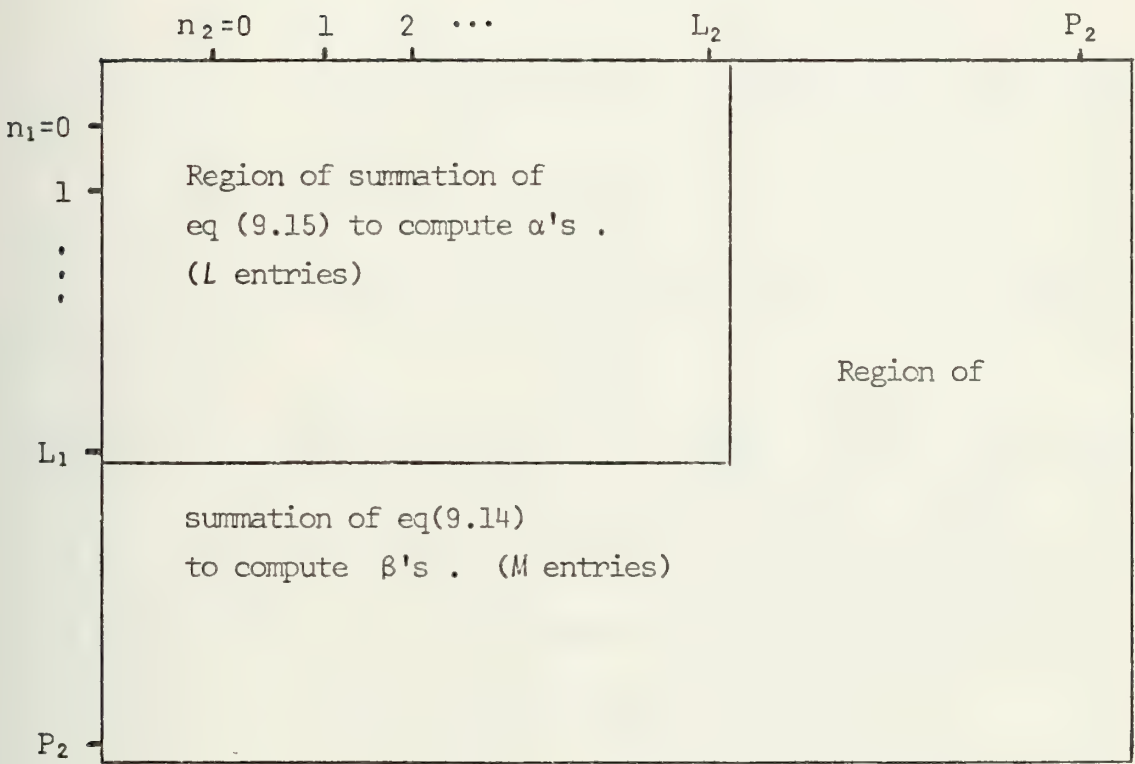 n₂=0 1 2 ... L₂ P₂
n₁=0
Region of summation of
1
eq (9.15) to compute α's .
(L entries)
Region of
L₁
summation of eq(9.14)
to compute β's . (M entries)
P₂